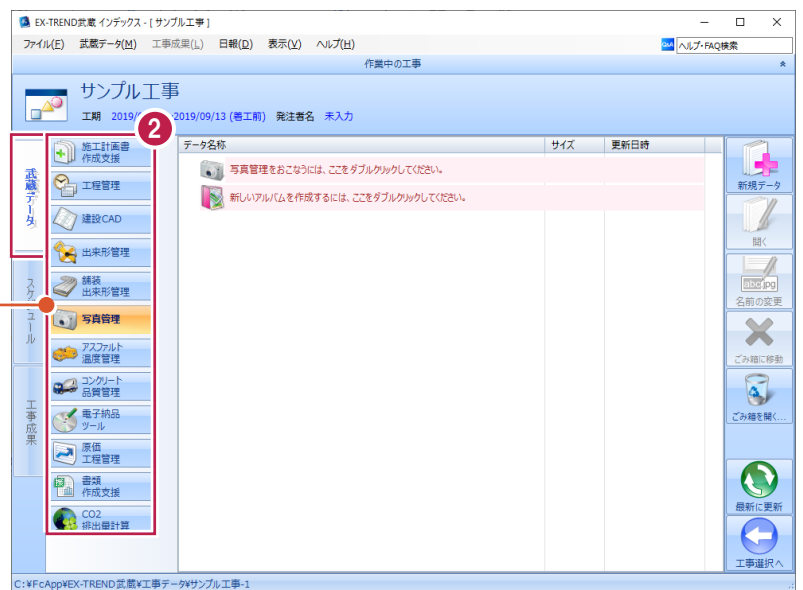 EX-TREND武蔵 インデックス - [ サンプル工事 ]
ファイル(F) 武蔵データ(M) 工事成果(L) 日報(D) 表示(V) ヘルプ(H)
Q&A ヘルプ・FAQ検索
作業中の工事
サンプル工事
工期 2019/ 2019/09/13 (着工前) 発注者名 未入力
2
武蔵データ
スケジュール
工事成果
施工計画書
作成支援
工程管理
建設CAD
出来形管理
舗装
出来形管理
写真管理
アスファルト
温度管理
コンクリート
品質管理
電子納品
ツール
原価
工程管理
書類
作成支援
CO2
排出量計算
データ名称 サイズ 更新日時
写真管理をおこなうには、ここをダブルクリックしてください。
新しいアルバムを作成するには、ここをダブルクリックしてください。
新規データ
開く
abc.jpg
名前の変更
ごみ箱に移動
ごみ箱を開く...
最新に更新
工事選択へ
C:¥FcApp¥EX-TREND武蔵¥工事データ¥サンプル工事-1